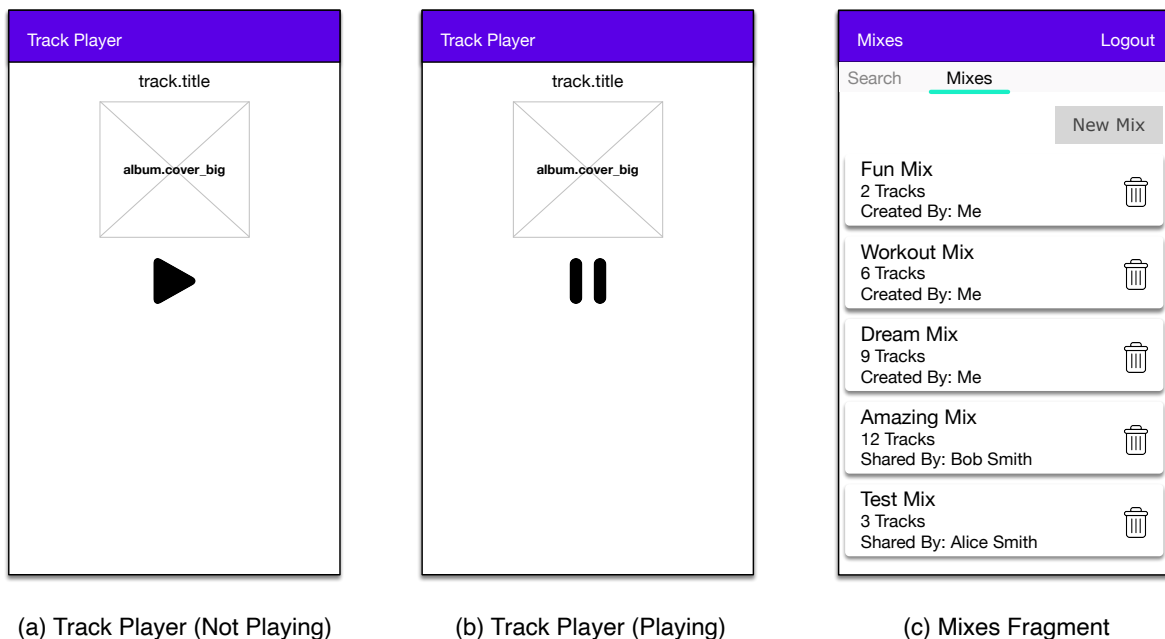 Track Player
track.title
album.cover_big
(a) Track Player (Not Playing)
Track Player
track.title
album.cover_big
(b) Track Player (Playing)
Mixes Logout
Search Mixes
New Mix
Fun Mix
2 Tracks
Created By: Me
Workout Mix
6 Tracks
Created By: Me
Dream Mix
9 Tracks
Created By: Me
Amazing Mix
12 Tracks
Shared By: Bob Smith
Test Mix
3 Tracks
Shared By: Alice Smith
(c) Mixes Fragment